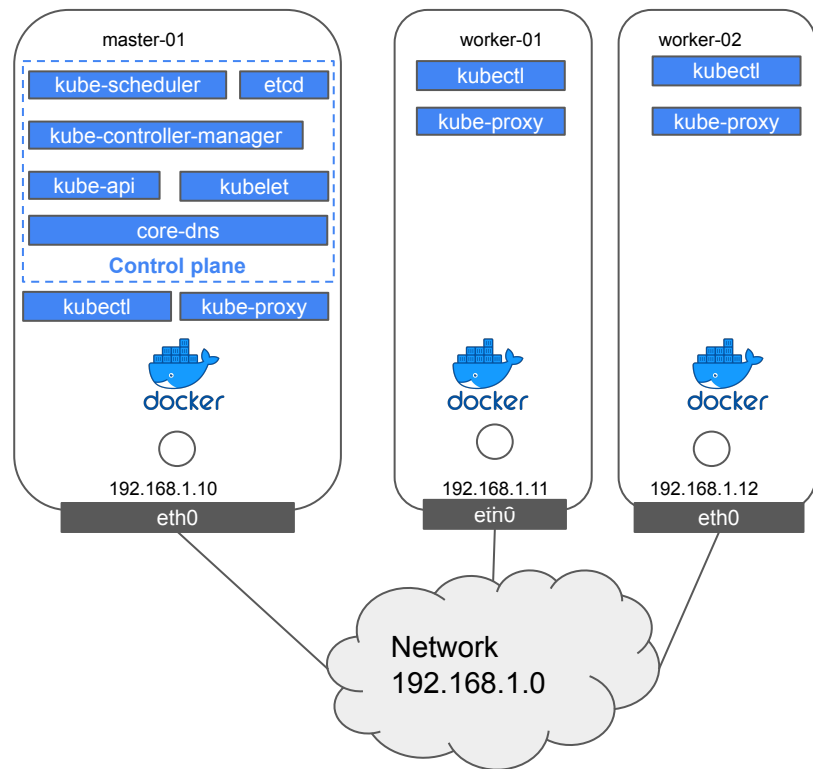 master-01
kube-scheduler
etcd
kube-controller-manager
kube-api
kubelet
core-dns
Control plane
kubectl
kube-proxy
docker
192.168.1.10
eth0
worker-01
kubectl
kube-proxy
docker
192.168.1.11
eth0
worker-02
kubectl
kube-proxy
docker
192.168.1.12
eth0
Network
192.168.1.0